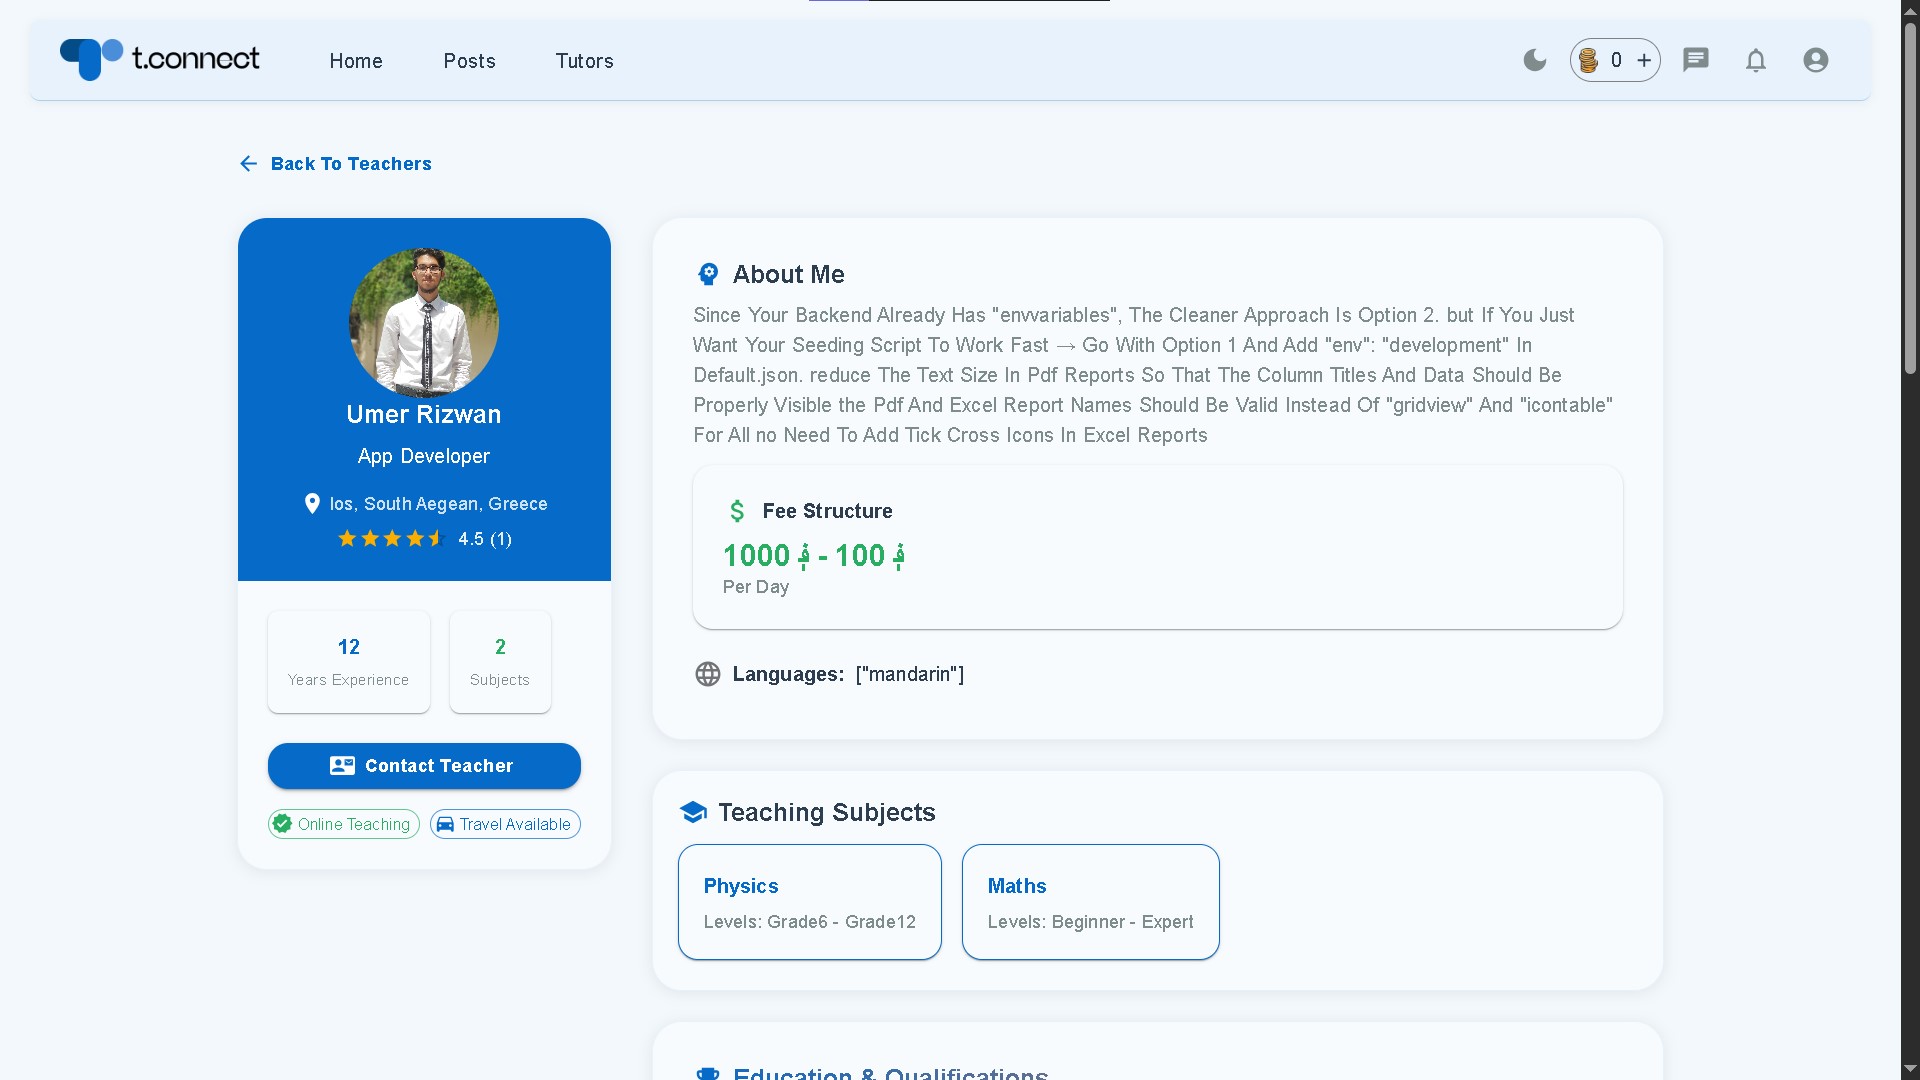 t.connect
Home
Posts
Tutors
0 +
Back To Teachers
Umer Rizwan
App Developer
Ios, South Aegean, Greece
4.5 (1)
12
Years Experience
2
Subjects
Contact Teacher
Online Teaching
Travel Available
About Me
Since Your Backend Already Has "envvariables", The Cleaner Approach Is Option 2. but If You Just
Want Your Seeding Script To Work Fast → Go With Option 1 And Add "env": "development" In
Default.json. reduce The Text Size In Pdf Reports So That The Column Titles And Data Should Be
Properly Visible the Pdf And Excel Report Names Should Be Valid Instead Of "gridview" And "icontable"
For All no Need To Add Tick Cross Icons In Excel Reports
$ Fee Structure
1000 ؋ - 100 ؋
Per Day
Languages: ["mandarin"]
Teaching Subjects
Physics
Levels: Grade6 - Grade12
Maths
Levels: Beginner - Expert
Education & Qualifications